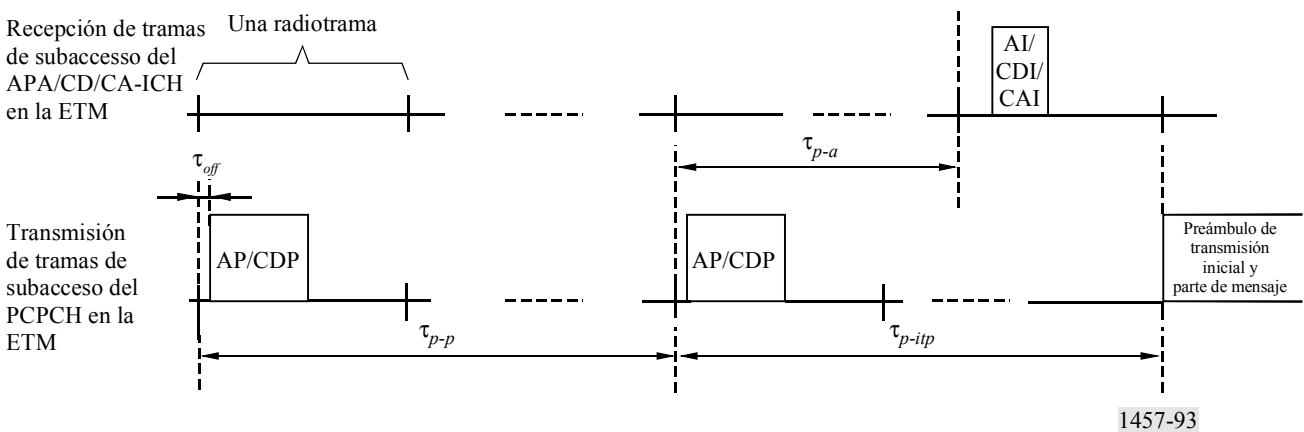 Recepción de tramas
de subaccesso del
APA/CD/CA-ICH
en la ETM
Una radiotrama
AI/
CDI/
CAI
τp-a
τoff
Transmisión
de tramas de
subacceso del
PCPCH en la
ETM
AP/CDP
AP/CDP
Preámbulo de
transmisión
inicial y
parte de mensaje
τp-p
τp-itp
1457-93